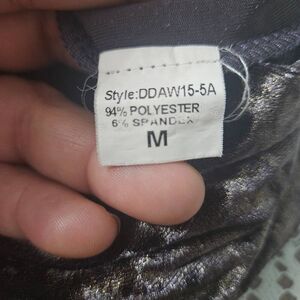 Style:DDAW15-5A
94% POLYESTER
6% SPANDEX
M